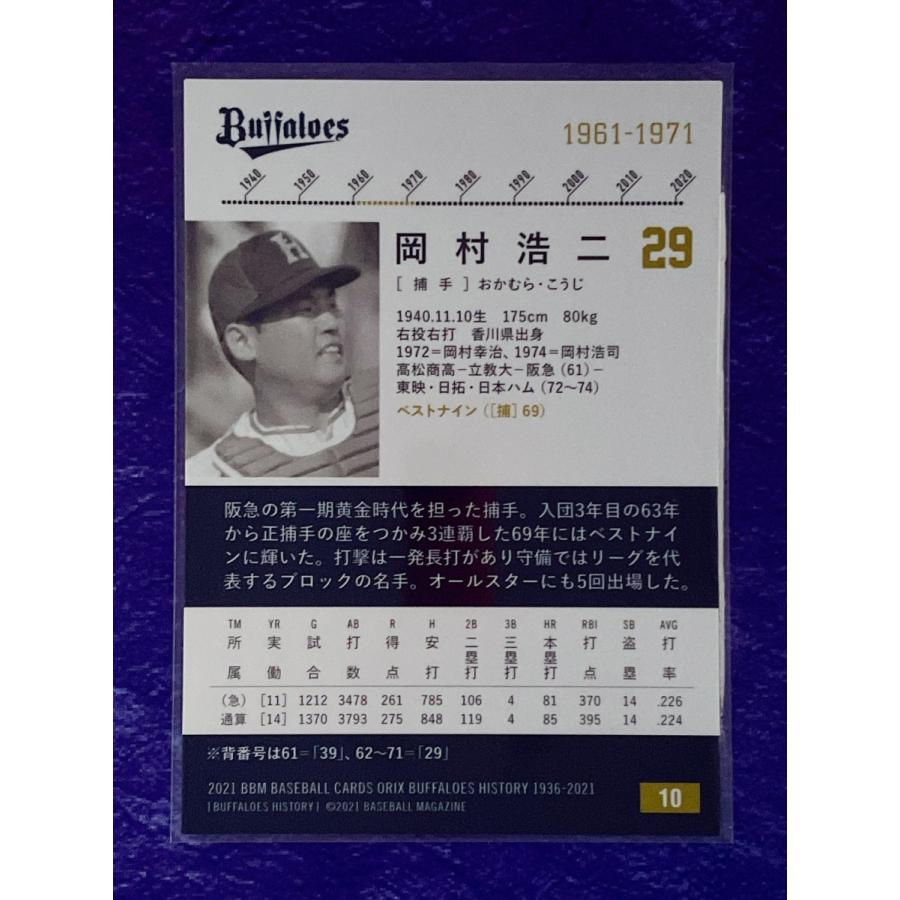 Buffaloes
1961-1971
1940 1950 1960 1970 1980 1990 2000 2010 2020
H
岡村浩二 29
[ 捕手 ] おかむら・こうじ
1940.11.10生 175cm 80kg
右投右打 香川県出身
1972=岡村幸治、1974=岡村浩司
高松商高−立教大−阪急（61）−
東映・日拓・日本ハム（72〜74）
ベストナイン（[捕] 69）
阪急の第一期黄金時代を担った捕手。入団3年目の63年
から正捕手の座をつかみ3連覇した69年にはベストナイ
ンに輝いた。打撃は一発長打があり守備ではリーグを代
表するブロックの名手。オールスターにも5回出場した。
TM YR G AB R H 2B 3B HR RBI SB AVG
所属 実働 試合 打数 得点 安打 二塁打 三塁打 本塁打 打点 盗塁 打率
（急） [11] 1212 3478 261 785 106 4 81 370 14 .226
通算 [14] 1370 3793 275 848 119 4 85 395 14 .224
※背番号は61=「39」、62〜71=「29」
2021 BBM BASEBALL CARDS ORIX BUFFALOES HISTORY 1936-2021
| BUFFALOES HISTORY | ©2021 BASEBALL MAGAZINE
10